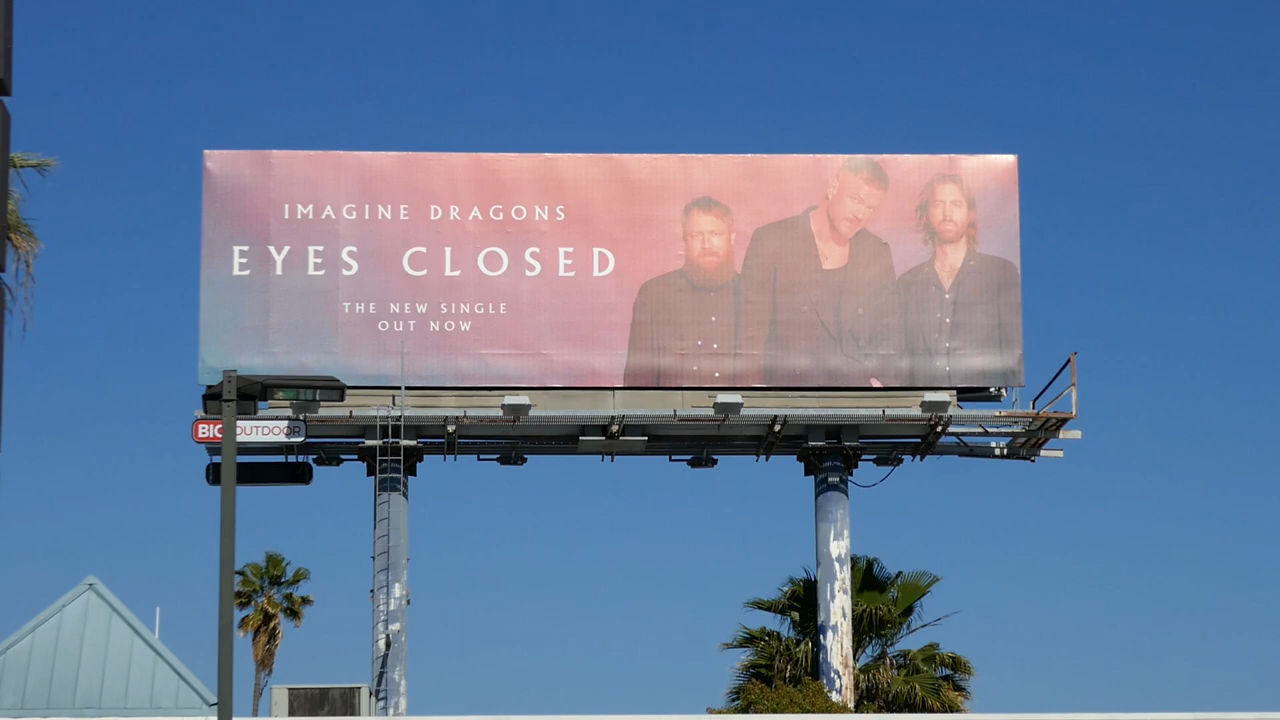 IMAGINE DRAGONS
EYES CLOSED
THE NEW SINGLE
OUT NOW
BIG OUTDOOR